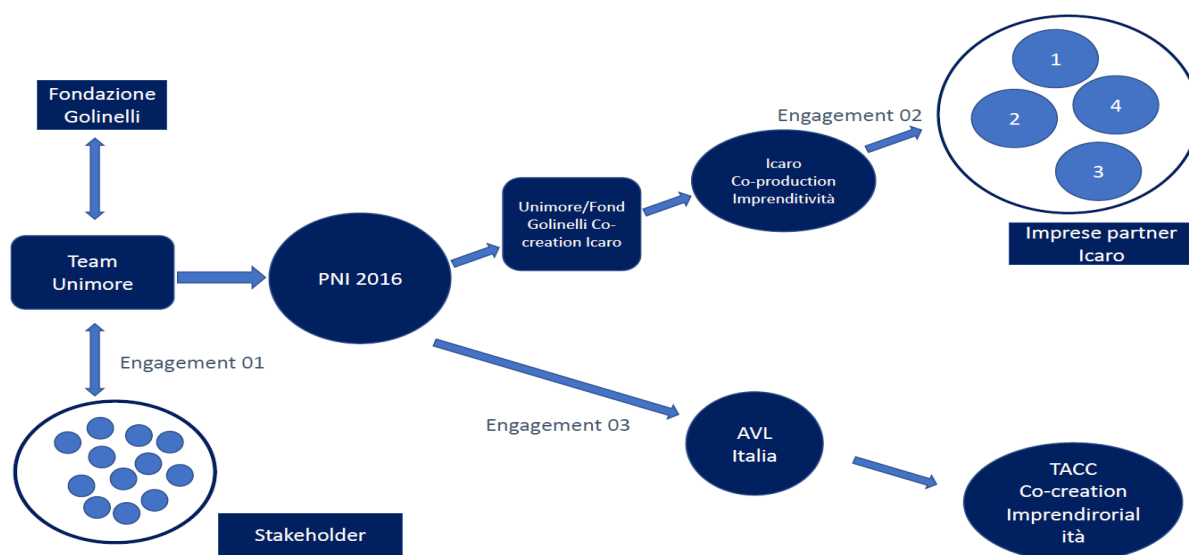 Fondazione
Golinelli
Team
Unimore
Engagement 01
Stakeholder
PNI 2016
Unimore/Fond
Golinelli Co-
creation Icaro
Icaro
Co-production
Imprenditività
Engagement 02
1
2
4
3
Imprese partner
Icaro
Engagement 03
AVL
Italia
TACC
Co-creation
Imprendirorial
ità